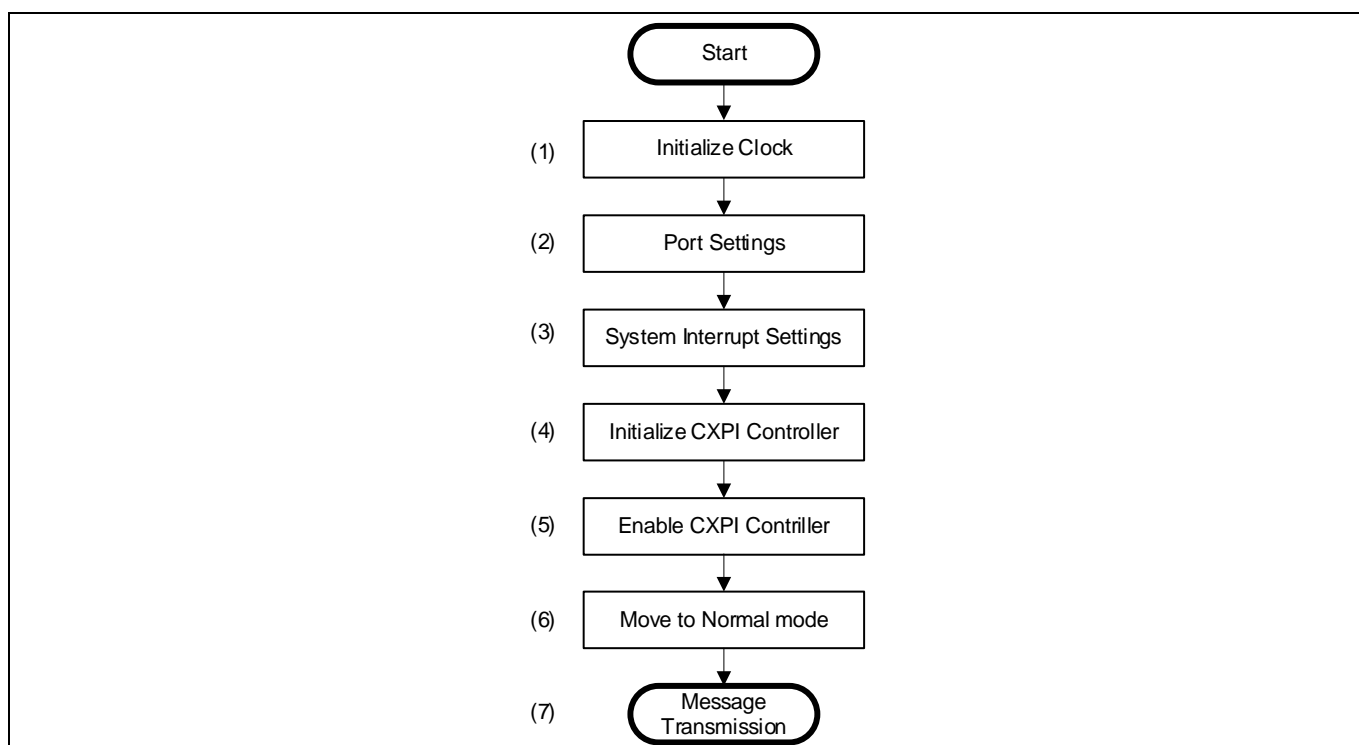 Start
(1) Initialize Clock
(2) Port Settings
(3) System Interrupt Settings
(4) Initialize CXPI Controller
(5) Enable CXPI Contriller
(6) Move to Normal mode
(7) Message
Transmission